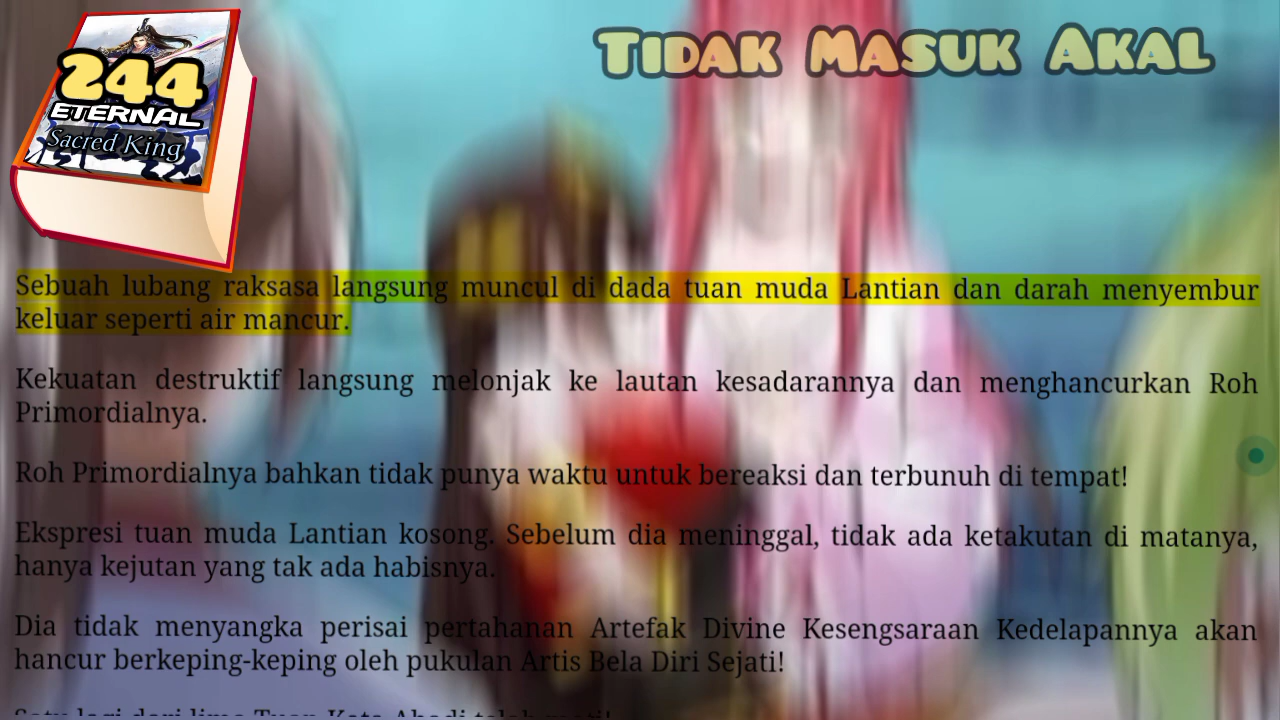 244
ETERNAL
Sacred King
TIDAK MASUK AKAL
Sebuah lubang raksasa langsung muncul di dada tuan muda Lantian dan darah menyembur
keluar seperti air mancur.
Kekuatan destruktif langsung melonjak ke lautan kesadarannya dan menghancurkan Roh
Primordialnya.
Roh Primordialnya bahkan tidak punya waktu untuk bereaksi dan terbunuh di tempat!
Ekspresi tuan muda Lantian kosong. Sebelum dia meninggal, tidak ada ketakutan di matanya,
hanya kejutan yang tak ada habisnya.
Dia tidak menyangka perisai pertahanan Artefak Divine Kesengsaraan Kedelapannya akan
hancur berkeping-keping oleh pukulan Artis Bela Diri Sejati!